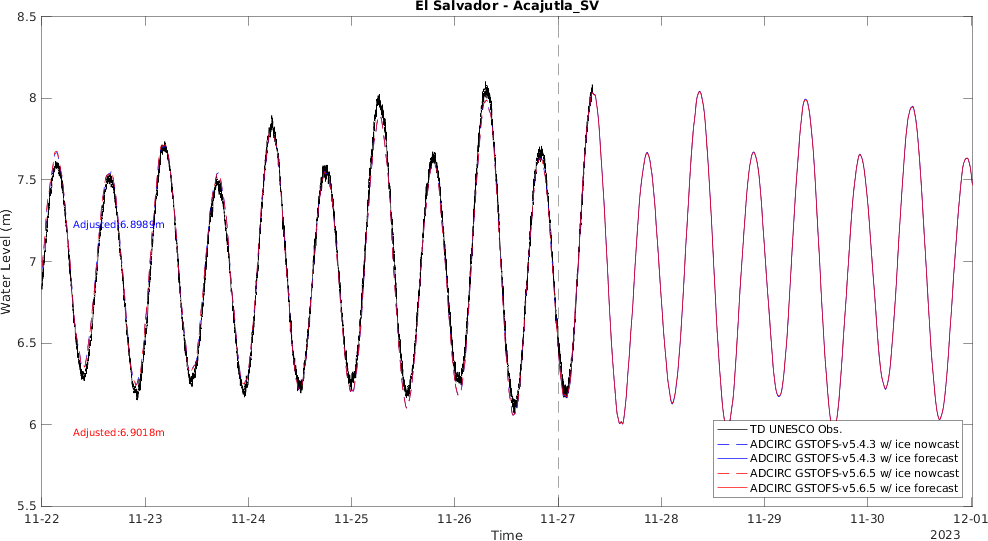 El Salvador - Acajutla_SV
8.5
8
7.5
7
6.5
6
5.5
Water Level (m)
Adjusted:6.8989m
Adjusted:6.9018m
TD UNESCO Obs.
ADCIRC GSTOFS-v5.4.3 w/ ice nowcast
ADCIRC GSTOFS-v5.4.3 w/ ice forecast
ADCIRC GSTOFS-v5.6.5 w/ ice nowcast
ADCIRC GSTOFS-v5.6.5 w/ ice forecast
11-22 11-23 11-24 11-25 11-26 11-27 11-28 11-29 11-30 12-01
Time
2023